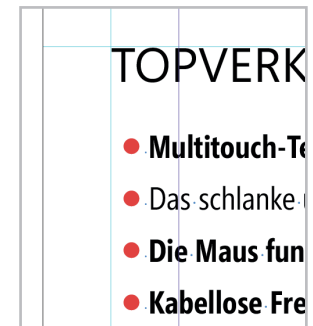 TOPVERK
• Multitouch-Te
• Das schlanke
• Die Maus fun
• Kabellose Fre